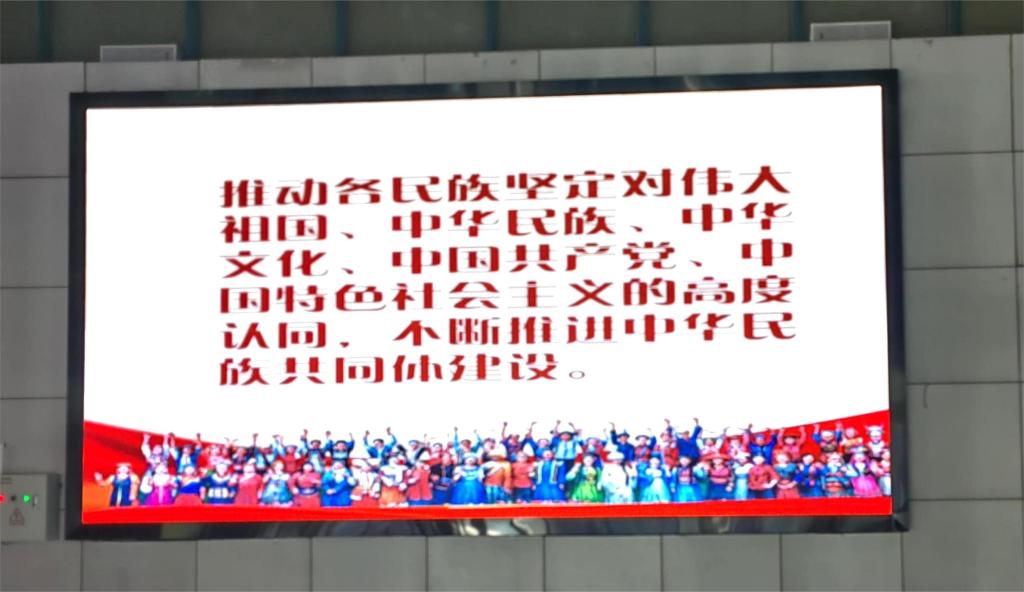 推动各民族坚定对伟大
祖国、中华民族、中华
文化、中国共产党、中
国特色社会主义的高度
认同，不断推进中华民
族共同体建设。